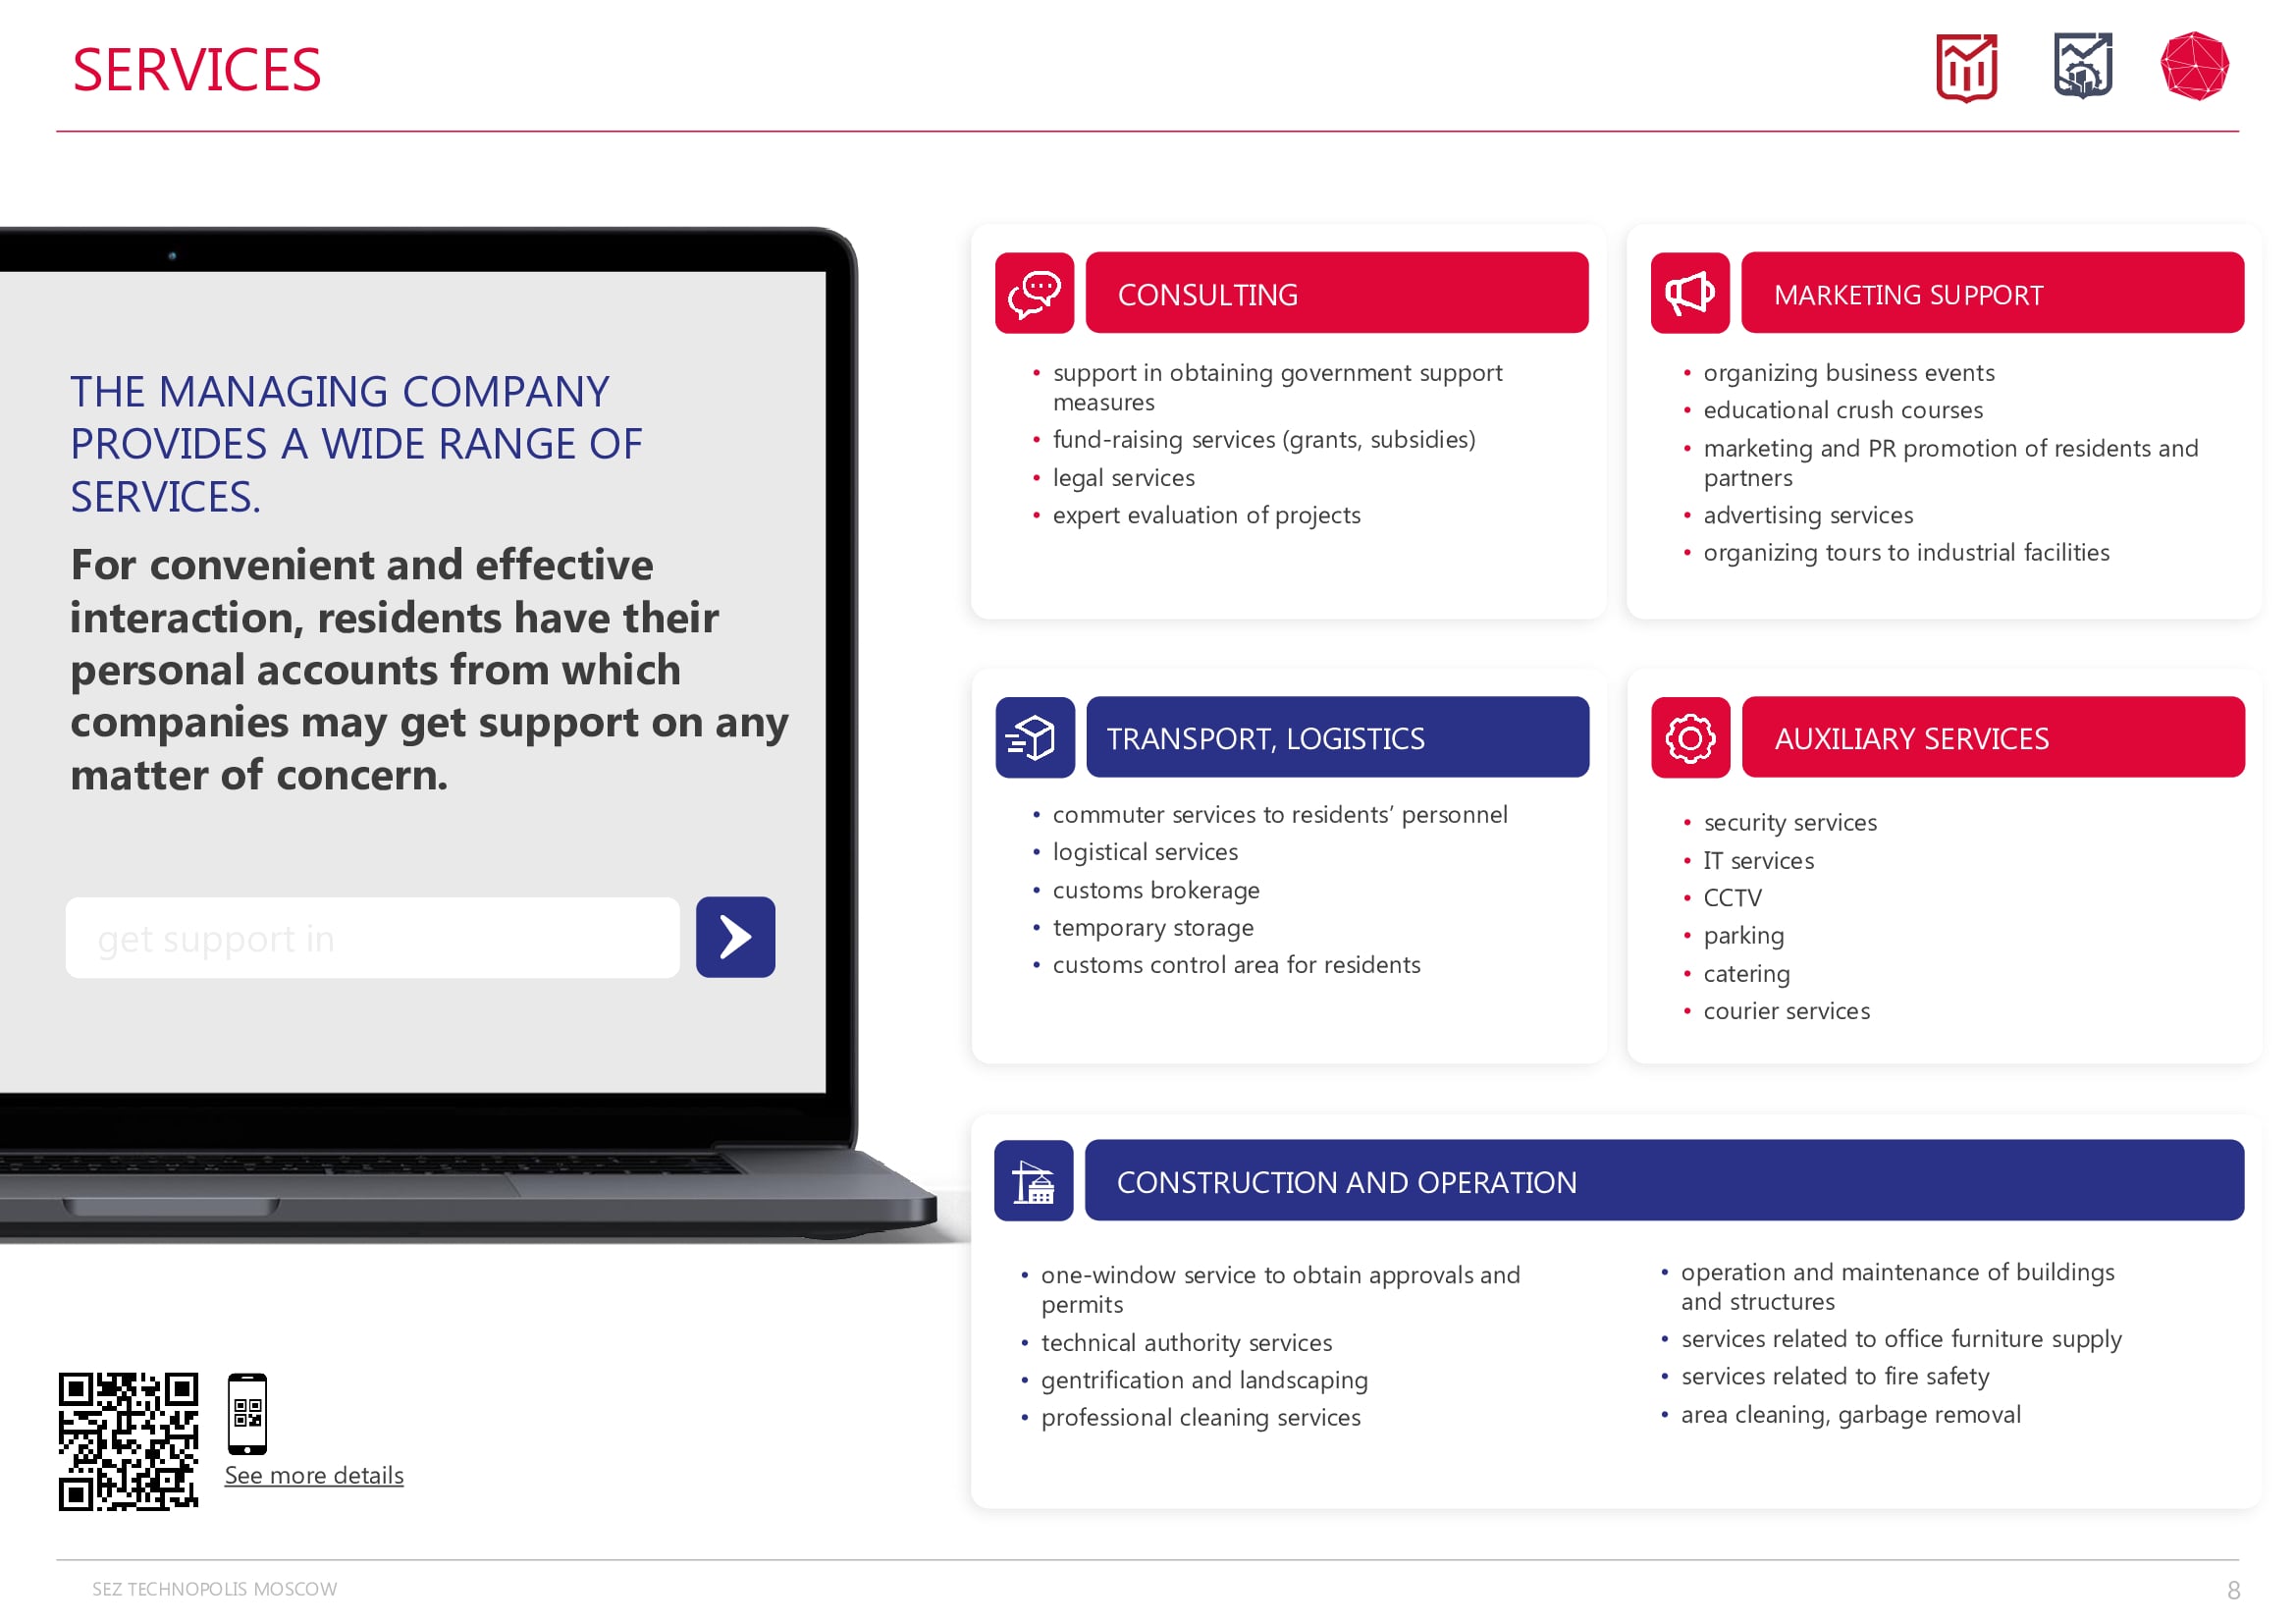 SERVICES
THE MANAGING COMPANY
PROVIDES A WIDE RANGE OF
SERVICES.
For convenient and effective
interaction, residents have their
personal accounts from which
companies may get support on any
matter of concern.
get support in
See more details
CONSULTING
• support in obtaining government support
measures
• fund-raising services (grants, subsidies)
• legal services
• expert evaluation of projects
MARKETING SUPPORT
• organizing business events
• educational crush courses
• marketing and PR promotion of residents and
partners
• advertising services
• organizing tours to industrial facilities
TRANSPORT, LOGISTICS
• commuter services to residents’ personnel
• logistical services
• customs brokerage
• temporary storage
• customs control area for residents
AUXILIARY SERVICES
• security services
• IT services
• CCTV
• parking
• catering
• courier services
CONSTRUCTION AND OPERATION
• one-window service to obtain approvals and
permits
• technical authority services
• gentrification and landscaping
• professional cleaning services
• operation and maintenance of buildings
and structures
• services related to office furniture supply
• services related to fire safety
• area cleaning, garbage removal
SEZ TECHNOPOLIS MOSCOW
8